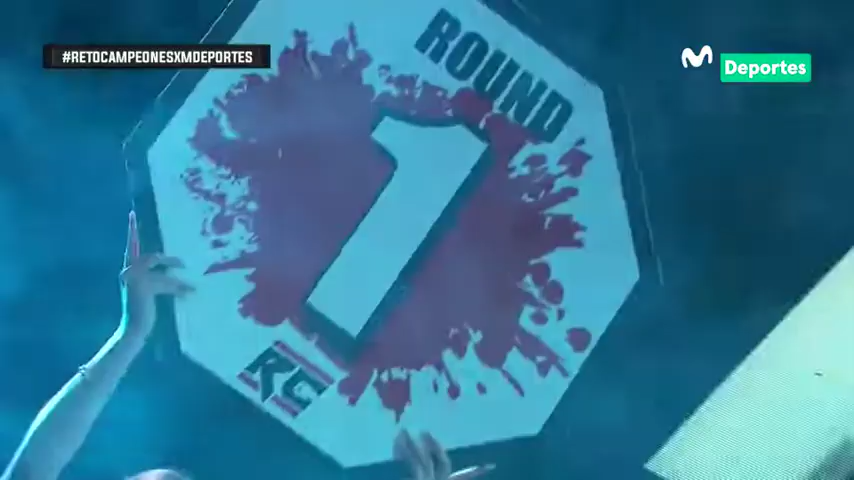 #RETOCAMPEONESXMDEPORTES
Deportes
ROUND
1
RC